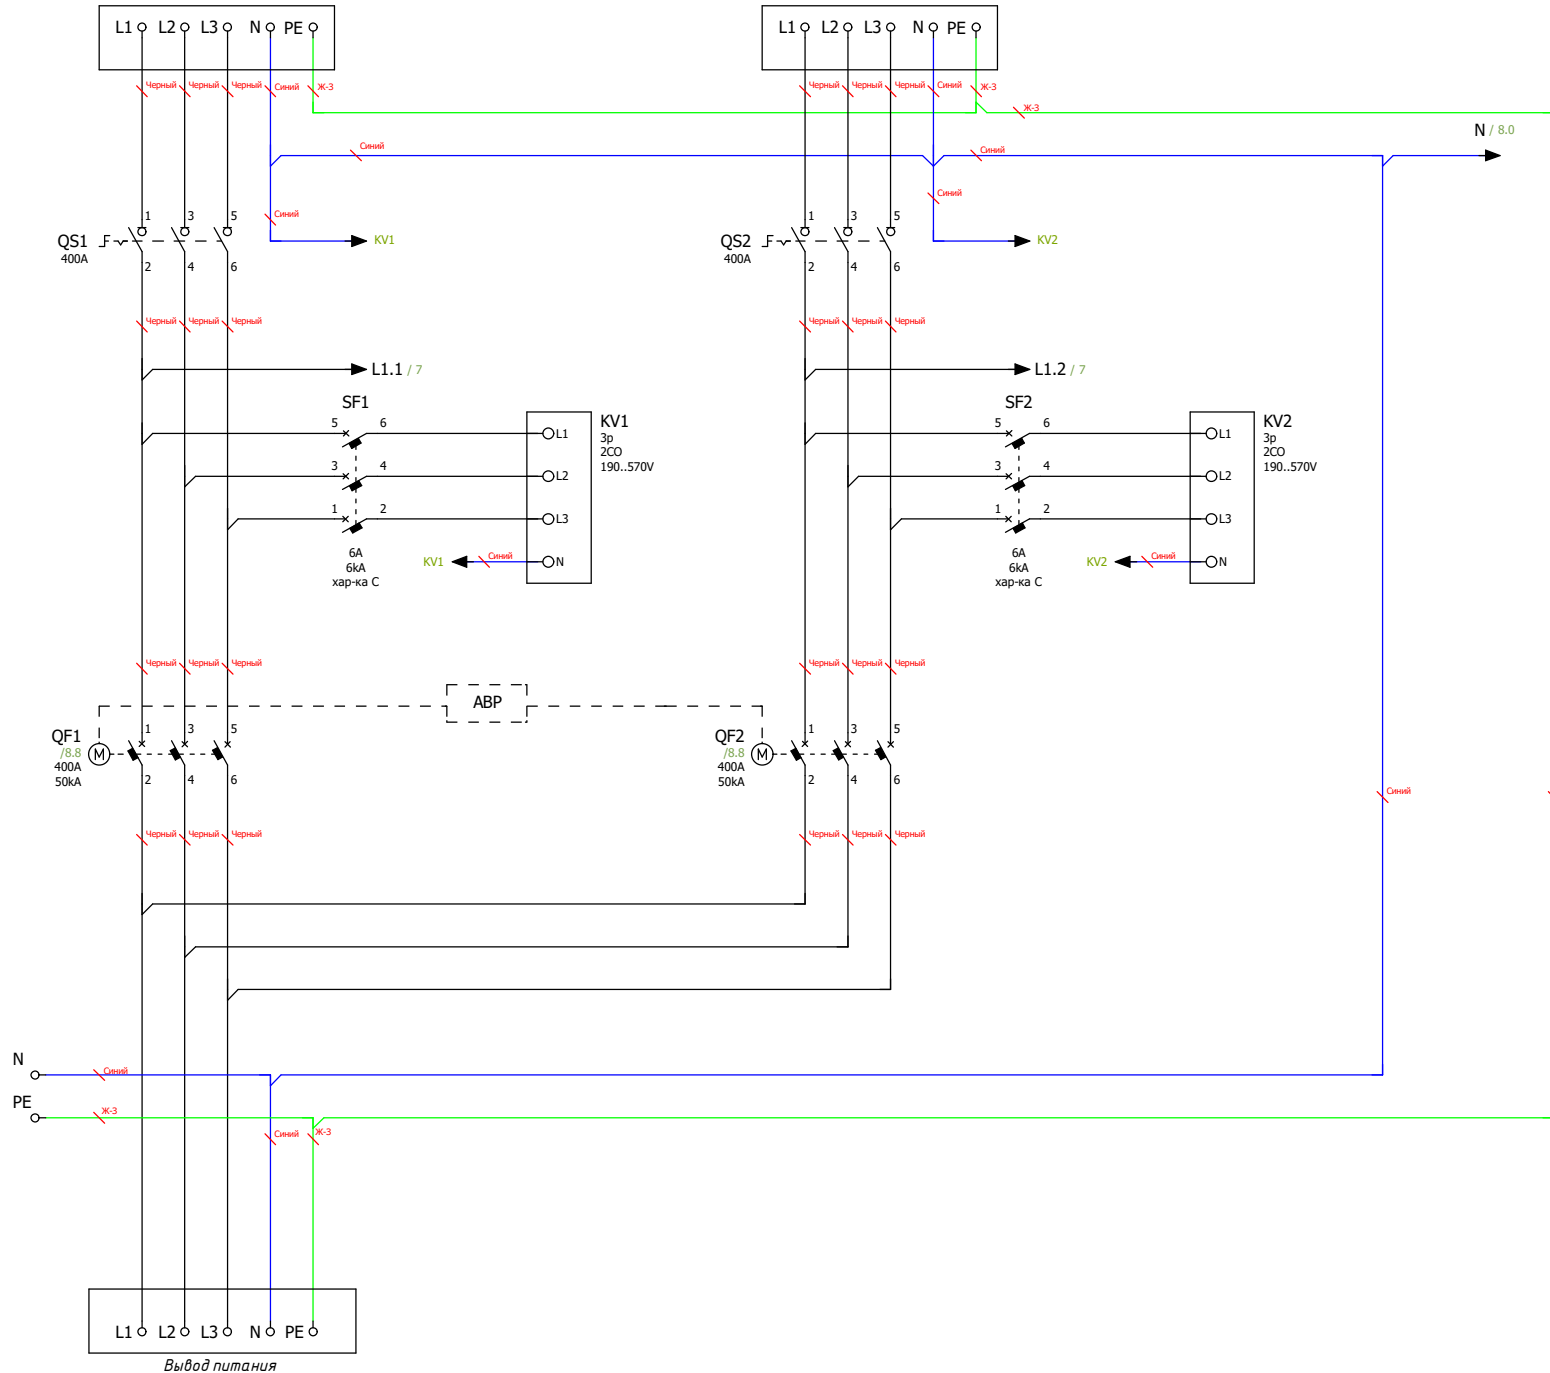 L1 L2 L3 N PE L1 L2 L3 N PE
Черный Черный Черный Синий Ж-З Черный Черный Черный Синий Ж-З
Ж-З
N / 8.0
Синий Синий
Синий
Синий
1 3 5 1 3 5
QS1 KV1 QS2 KV2
400A 400A
2 4 6 2 4 6
Черный Черный Черный Черный Черный Черный
L1.1 / 7 L1.2 / 7
SF1 SF2
5 6 L1 KV1 5 6 L1 KV2
3р 3р
2CO 2CO
190..570V 190..570V
3 4 L2 3 4 L2
1 2 L3 1 2 L3
6А 6А
6kA 6kA
хар-ка С хар-ка С
KV1 Синий N KV2 Синий N
Черный Черный Черный Черный Черный Черный
АВР
1 3 5 1 3 5
QF1 QF2
/8.8 M /8.8 M
400A 400A
50kA 50kA
2 4 6 2 4 6
Синий
Черный Черный Черный Черный Черный Черный
N
Синий
PE
Ж-З
Синий Ж-З
L1 L2 L3 N PE
Вывод питания